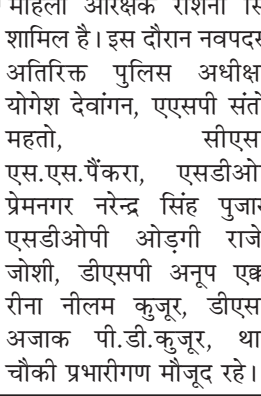 महिला आरक्षक रोशनी सि
शामिल है। इस दौरान नवपदस
अतिरिक्त पुलिस अधीक्ष
योगेश देवांगन, एएसपी संतो
महतो, सीएस
एस.एस.पैंकरा, एसडीओ
प्रेमनगर नरेन्द्र सिंह पुजा
एसडीओपी ओड़गी राजे
जोशी, डीएसपी अनूप एक्क
रीना नीलम कुजूर, डीएस
अजाक पी.डी.कुजूर, था
चौकी प्रभारीगण मौजूद रहे।